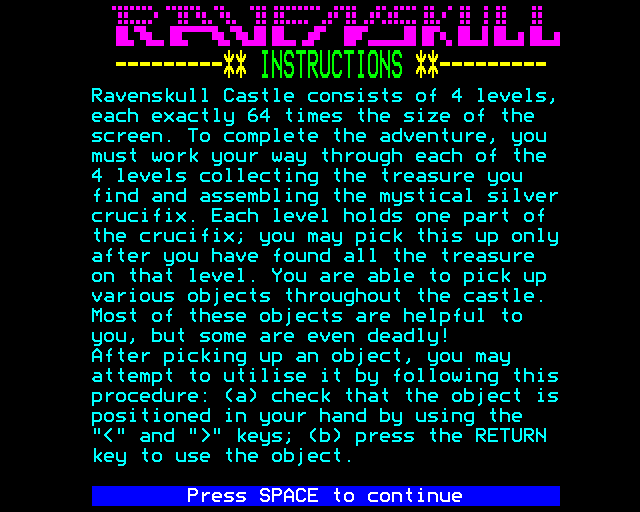 RAVENSKULL
---------** INSTRUCTIONS **---------
Ravenskull Castle consists of 4 levels,
each exactly 64 times the size of the
screen. To complete the adventure, you
must work your way through each of the
4 levels collecting the treasure you
find and assembling the mystical silver
crucifix. Each level holds one part of
the crucifix; you may pick this up only
after you have found all the treasure
on that level. You are able to pick up
various objects throughout the castle.
Most of these objects are helpful to
you, but some are even deadly!
After picking up an object, you may
attempt to utilise it by following this
procedure: (a) check that the object is
positioned in your hand by using the
"<" and ">" keys; (b) press the RETURN
key to use the object.
Press SPACE to continue